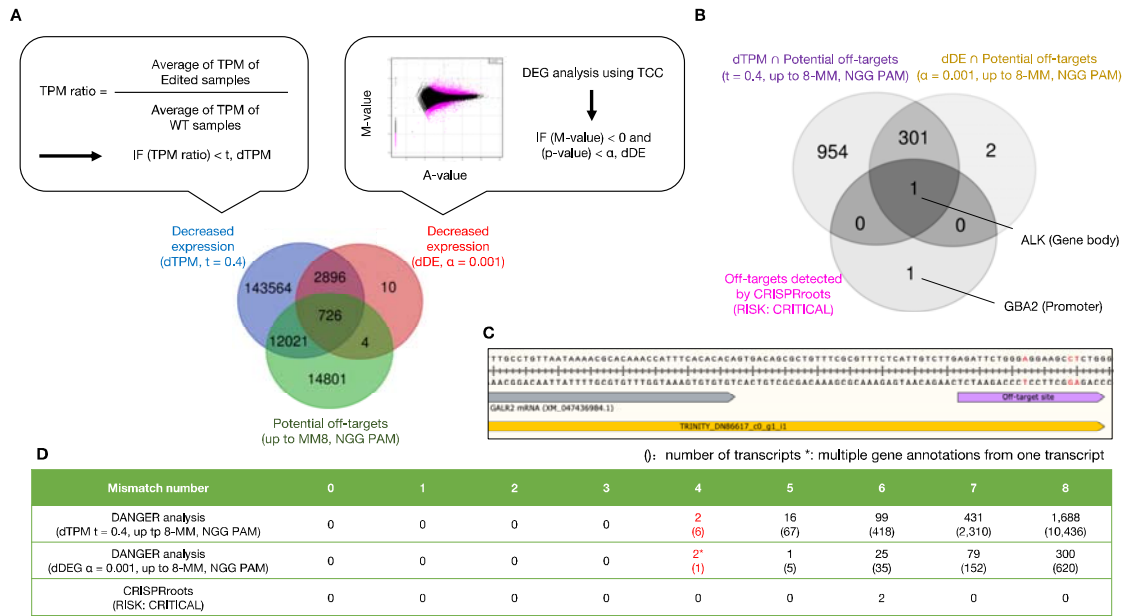 A
TPM ratio =
Average of TPM of
Edited samples
Average of TPM of
WT samples
IF (TPM ratio) < t, dTPM
M-value
A-value
DEG analysis using TCC
IF (M-value) < 0 and
(p-value) < α, dDE
Decreased
expression
(dTPM, t = 0.4)
Decreased
expression
(dDE, α = 0.001)
143564
2896
10
726
12021
4
14801
Potential off-targets
(up to MM8, NGG PAM)
B
dTPM ∩ Potential off-targets
(t = 0.4, up to 8-MM, NGG PAM)
dDE ∩ Potential off-targets
(α = 0.001, up to 8-MM, NGG PAM)
954
301
2
1
0
0
1
ALK (Gene body)
GBA2 (Promoter)
Off-targets detected
by CRISPRroots
(RISK: CRITICAL)
C
TTGCCTGTTAATAAAACGCACAAACCATTTCACACACAGTGACAGCGCTGTTTCGCGTTTCTCATTGTCTTGAGATTCTGGGAGGAAGCCTCTGGG
AACGGACAATTATTTTGCGTGTTTGGTAAAGTGTGTGTCACTGTCGCGACAAAGCGCAAAGAGTAACAGAACTCTAAGACCCTCCTTCGGAGACCC
GALR2 mRNA (XM_047436984.1)
Off-target site
TRINITY_DN86617_c0_g1_i1
(): number of transcripts *: multiple gene annotations from one transcript
D
Mismatch number 0 1 2 3 4 5 6 7 8
DANGER analysis
(dTPM t = 0.4, up tp 8-MM, NGG PAM)
0 0 0 0 2 16 99 431 1,688
(6) (67) (418) (2,310) (10,436)
DANGER analysis
(dDEG α = 0.001, up to 8-MM, NGG PAM)
0 0 0 0 2* 1 25 79 300
(1) (5) (35) (152) (620)
CRISPRroots
(RISK: CRITICAL)
0 0 0 0 0 0 2 0 0